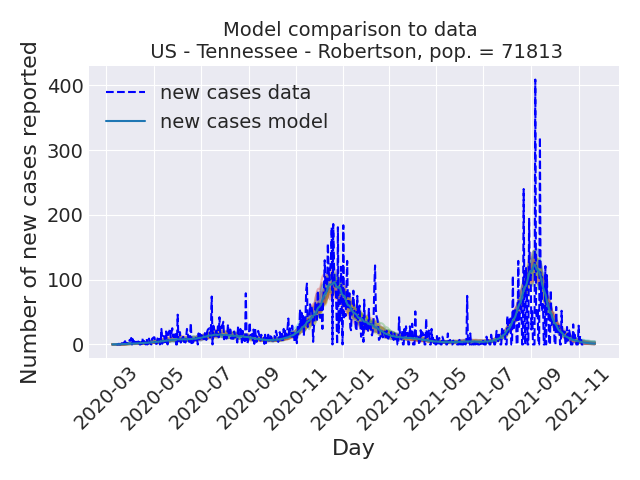 Model comparison to data
US - Tennessee - Robertson, pop. = 71813
Number of new cases reported
400
300
200
100
0
new cases data
new cases model
2020-03
2020-05
2020-07
2020-09
2020-11
2021-01
2021-03
2021-05
2021-07
2021-09
2021-11
Day